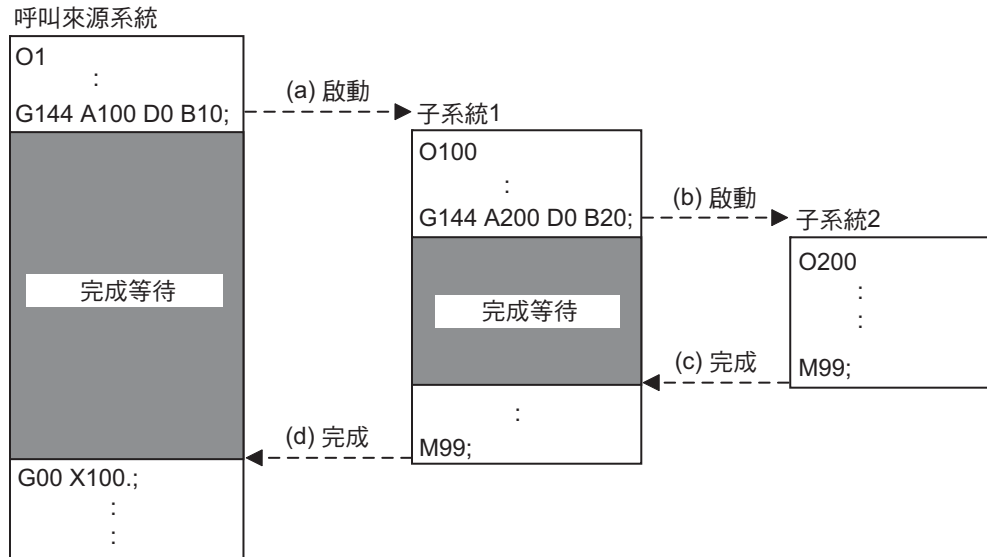 呼叫來源系統
O1
:
G144 A100 D0 B10;
(a) 啟動
子系統1
O100
:
G144 A200 D0 B20;
(b) 啟動
子系統2
O200
:
:
M99;
完成等待
完成等待
(c) 完成
:
M99;
(d) 完成
G00 X100.;
:
: